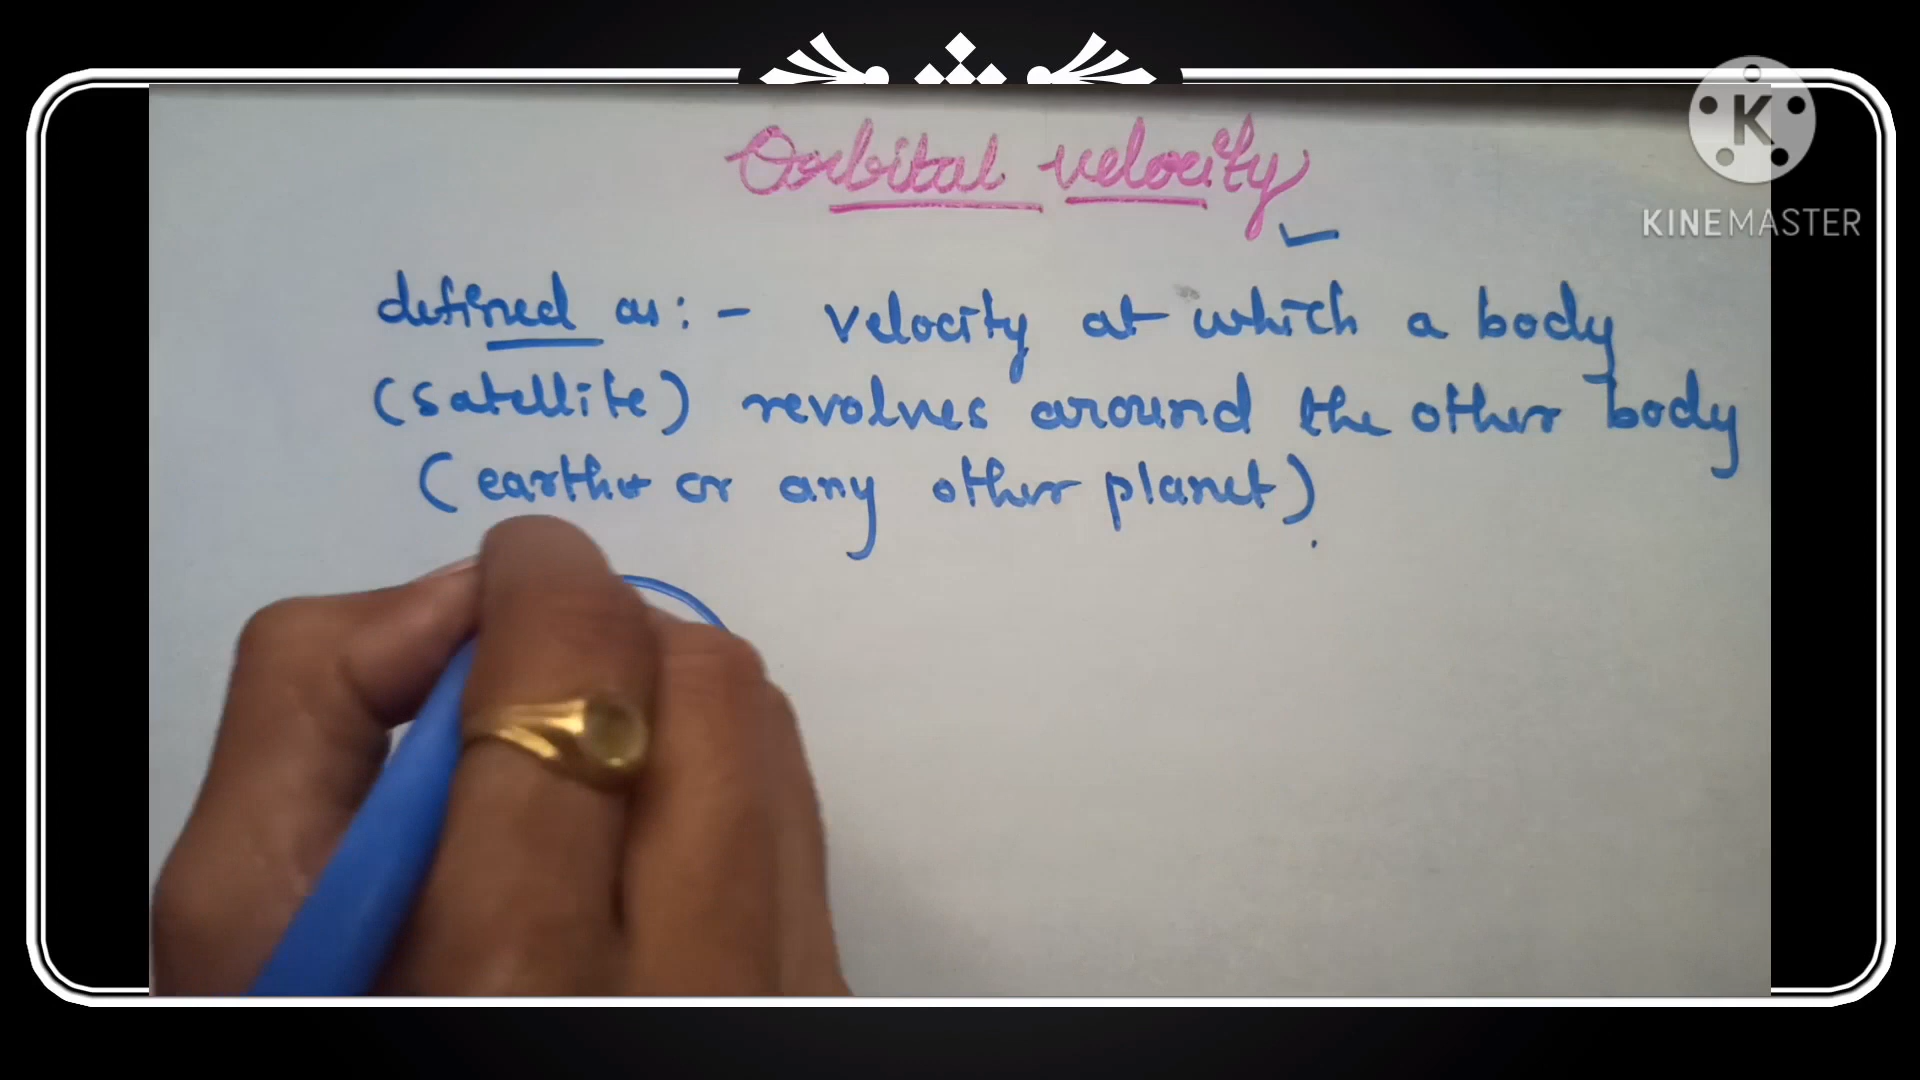 Orbital velocity
defined as:- velocity at which a body
(satellite) revolves around the other body
(earth or any other planet).
K
KINEMASTER